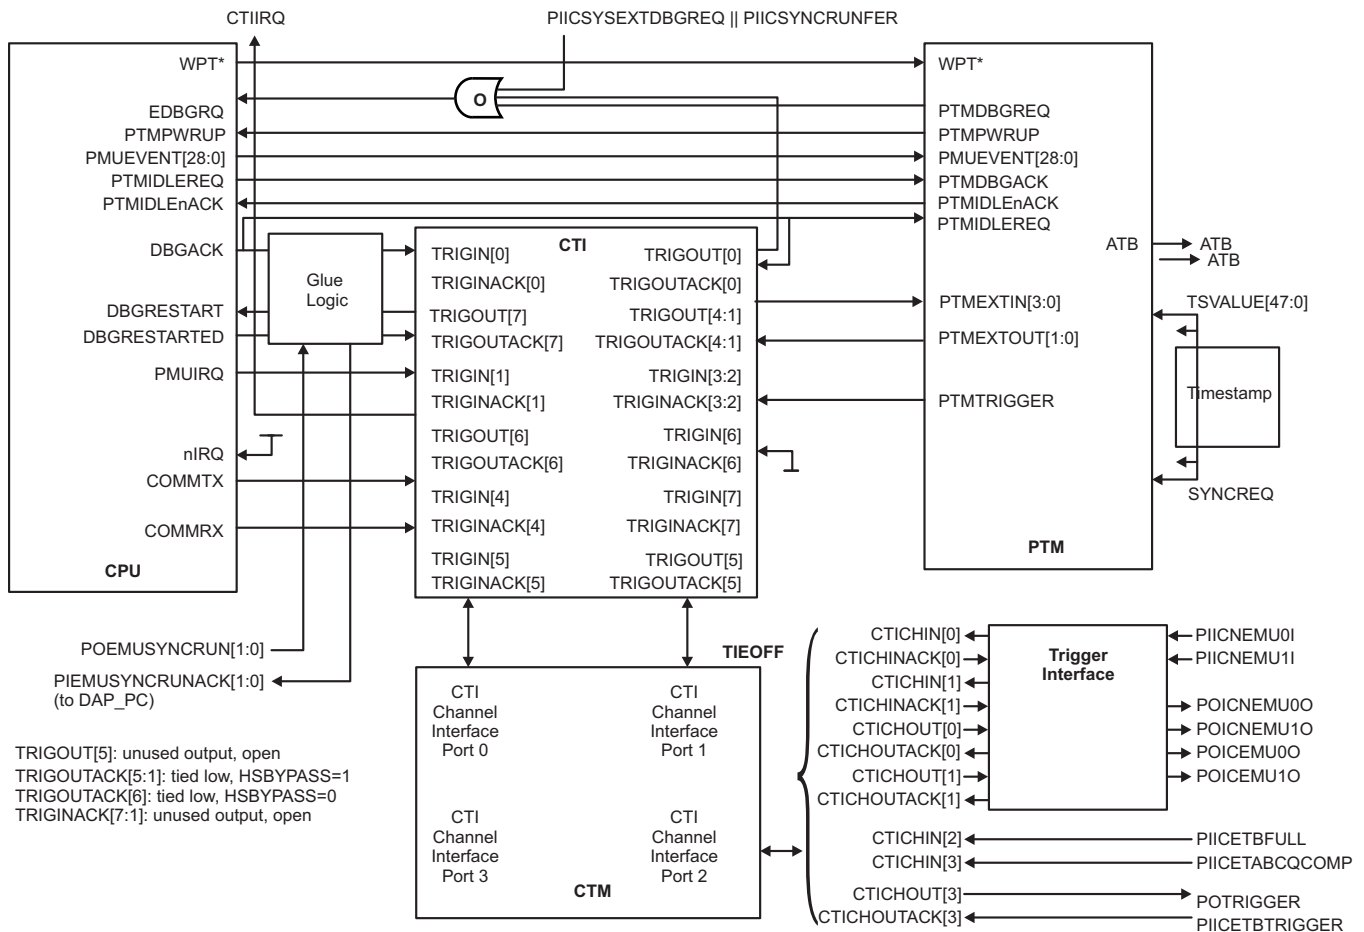 CTIIRQ
PIICSYSEXTDBGREQ || PIICSYNCRUNFER
WPT*
EDBGRQ
PTMPWRUP
PMUEVENT[28:0]
PTMIDLEREQ
PTMIDLEnACK
DBGACK
DBGRESTART
DBGRESTARTED
PMUIRQ
nIRQ
COMMTX
COMMRX
CPU
O
Glue
Logic
CTI
TRIGIN[0]
TRIGINACK[0]
TRIGOUT[7]
TRIGOUTACK[7]
TRIGIN[1]
TRIGINACK[1]
TRIGOUT[6]
TRIGOUTACK[6]
TRIGIN[4]
TRIGINACK[4]
TRIGIN[5]
TRIGINACK[5]
TRIGOUT[0]
TRIGOUTACK[0]
TRIGOUT[4:1]
TRIGOUTACK[4:1]
TRIGIN[3:2]
TRIGINACK[3:2]
TRIGIN[6]
TRIGINACK[6]
TRIGIN[7]
TRIGINACK[7]
TRIGOUT[5]
TRIGOUTACK[5]
WPT*
PTMDBGREQ
PTMPWRUP
PMUEVENT[28:0]
PTMDBGACK
PTMIDLEnACK
PTMIDLEREQ
ATB
PTMEXTIN[3:0]
PTMEXTOUT[1:0]
PTMTRIGGER
PTM
ATB
ATB
TSVALUE[47:0]
Timestamp
SYNCREQ
POEMUSYNCRUN[1:0]
PIEMUSYNCRUNACK[1:0]
(to DAP_PC)
TRIGOUT[5]: unused output, open
TRIGOUTACK[5:1]: tied low, HSBYPASS=1
TRIGOUTACK[6]: tied low, HSBYPASS=0
TRIGINACK[7:1]: unused output, open
TIEOFF
CTI
Channel
Interface
Port 0
CTI
Channel
Interface
Port 1
CTI
Channel
Interface
Port 3
CTI
Channel
Interface
Port 2
CTM
CTICHIN[0]
CTICHINACK[0]
CTICHIN[1]
CTICHINACK[1]
CTICHOUT[0]
CTICHOUTACK[0]
CTICHOUT[1]
CTICHOUTACK[1]
CTICHIN[2]
CTICHIN[3]
CTICHOUT[3]
CTICHOUTACK[3]
Trigger
Interface
PIICNEMU0I
PIICNEMU1I
POICNEMU0O
POICNEMU1O
POICEMU0O
POICEMU1O
PIICETBFULL
PIICETABCQCOMP
POTRIGGER
PIICETBTRIGGER